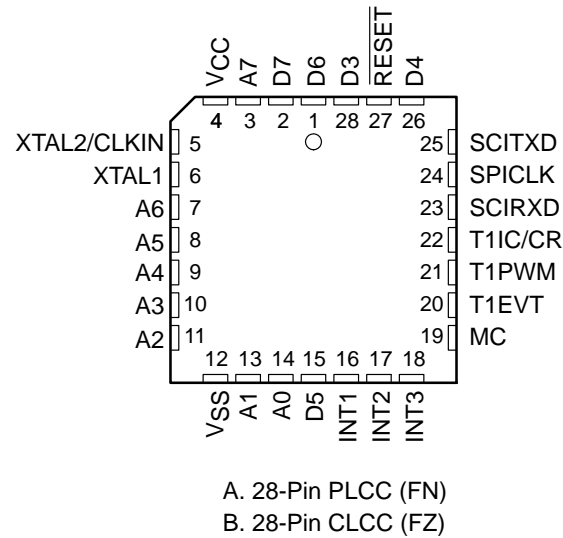 VCC A7 D7 D6 D3 RESET D4
4 3 2 1 28 27 26
XTAL2/CLKIN 5 25 SCITXD
XTAL1 6 24 SPICLK
A6 7 23 SCIRXD
A5 8 22 T1IC/CR
A4 9 21 T1PWM
A3 10 20 T1EVT
A2 11 19 MC
12 13 14 15 16 17 18
VSS A1 A0 D5 INT1 INT2 INT3
A. 28-Pin PLCC (FN)
B. 28-Pin CLCC (FZ)